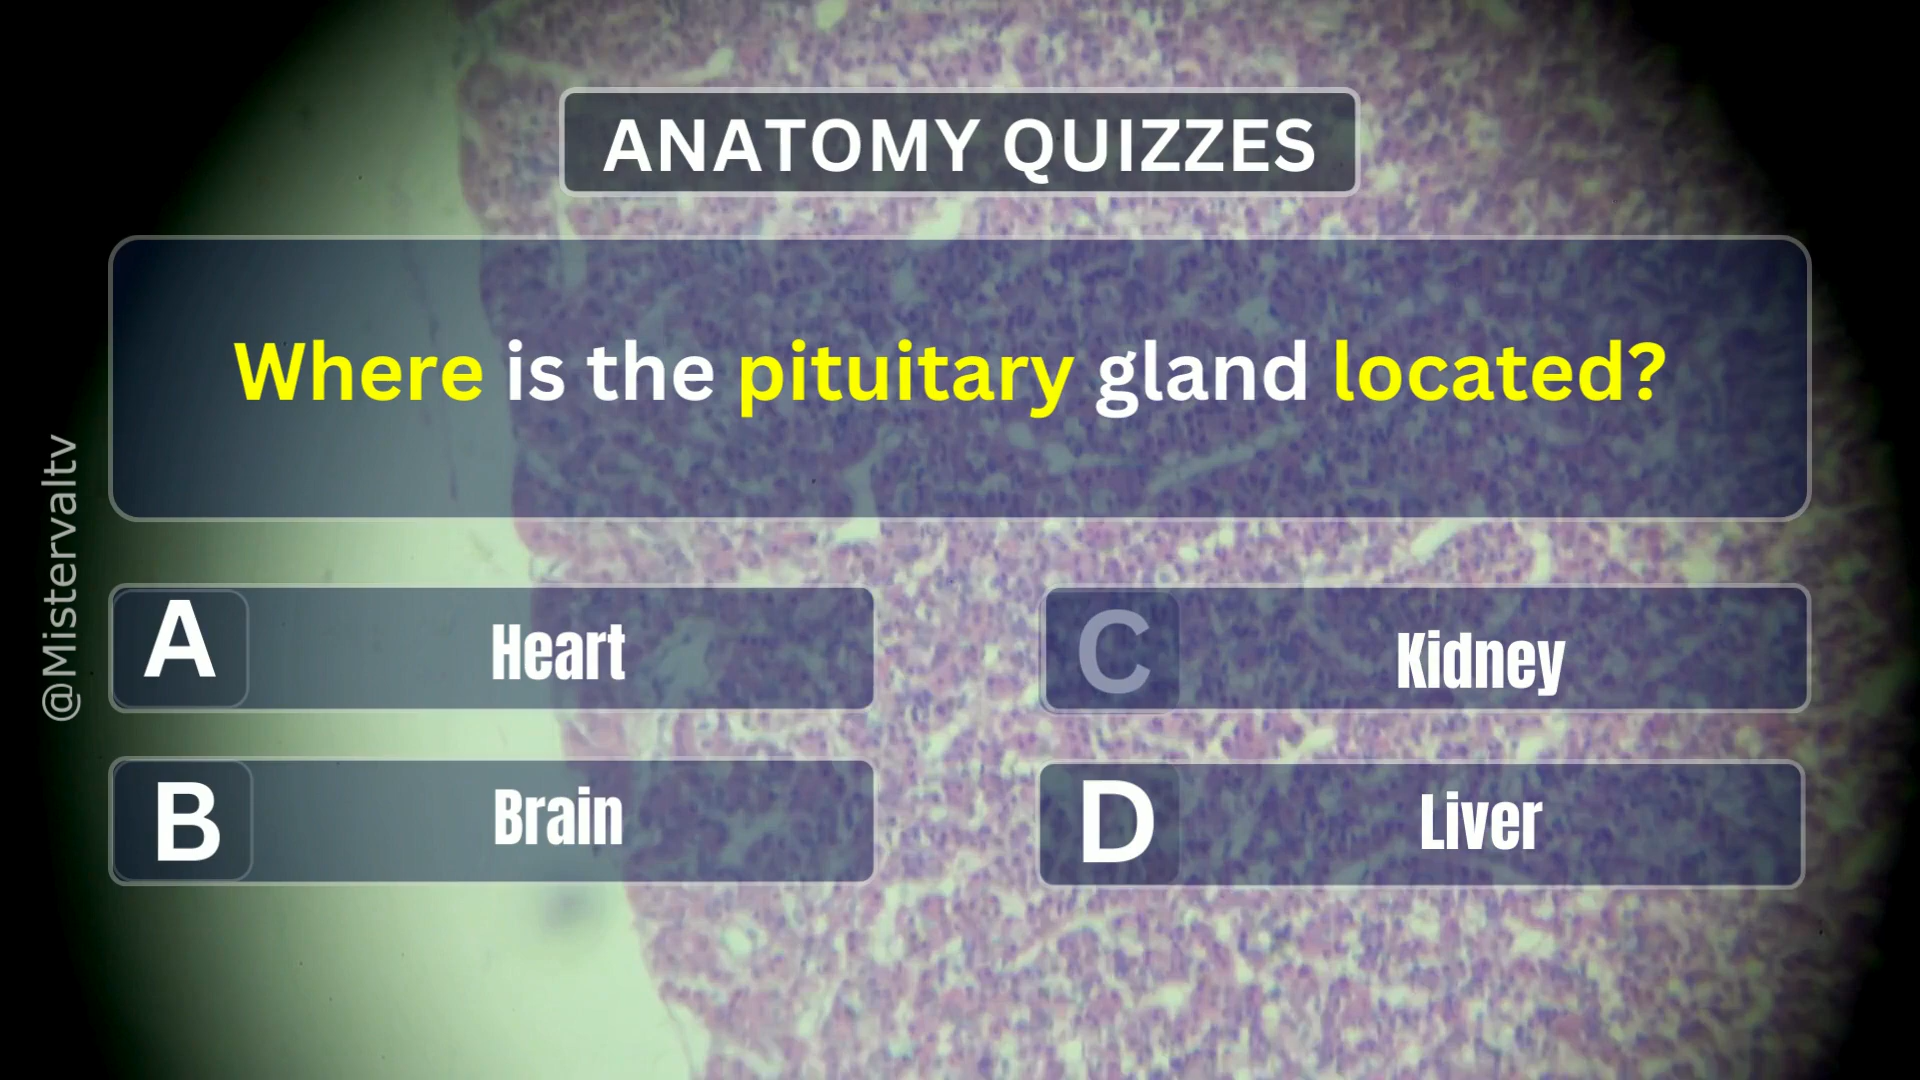 ANATOMY QUIZZES
Where is the pituitary gland located?
A Heart
B Brain
C Kidney
D Liver
@Mistervaltv